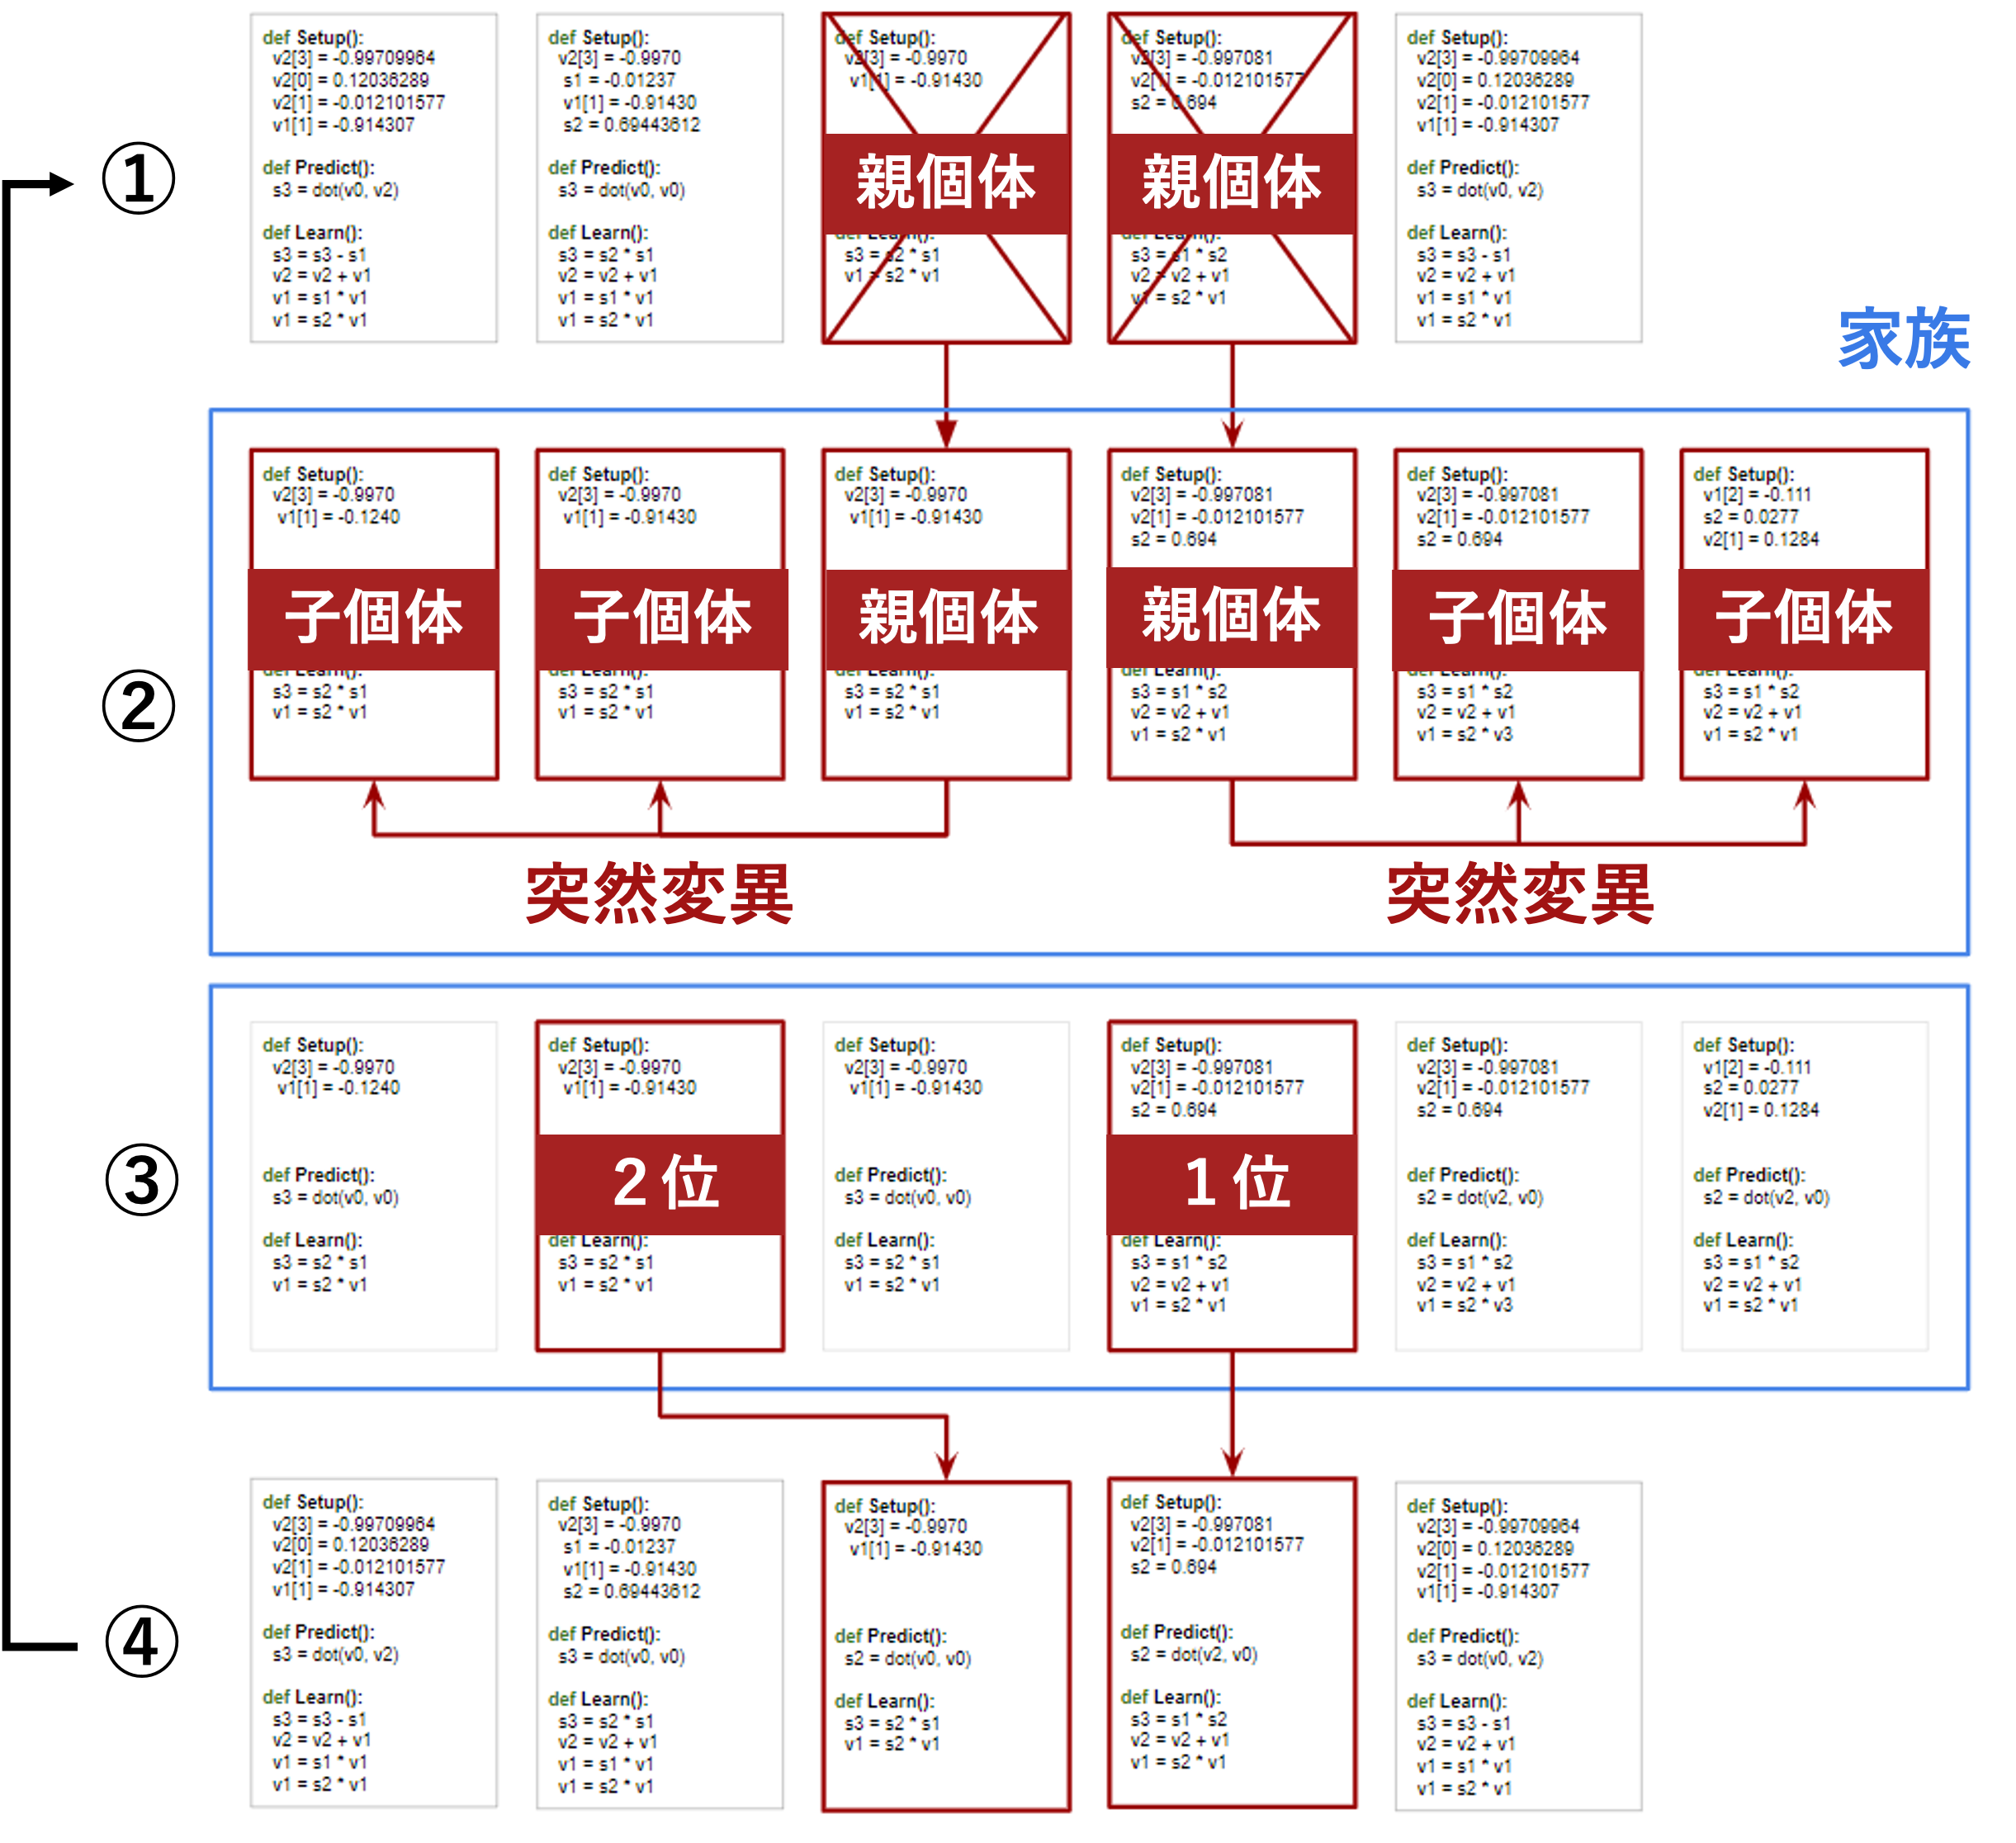 ①
def Setup():
v2[3] = -0.99709964
v2[0] = 0.12036289
v2[1] = -0.012101577
v1[1] = -0.914307
def Predict():
s3 = dot(v0, v2)
def Learn():
s3 = s3 - s1
v2 = v2 + v1
v1 = s1 * v1
v1 = s2 * v1
def Setup():
v2[3] = -0.9970
s1 = -0.01237
v1[1] = -0.91430
s2 = 0.69443612
def Predict():
s3 = dot(v0, v0)
def Learn():
s3 = s2 * s1
v2 = v2 + v1
v1 = s1 * v1
v1 = s2 * v1
def Setup():
v2[3] = -0.9970
v1[1] = -0.91430
親個体
def Learn():
s3 = s2 * s1
v1 = s2 * v1
def Setup():
v2[3] = -0.997081
v2[1] = -0.012101577
s2 = 0.694
親個体
def Learn():
s3 = s1 * s2
v2 = v2 + v1
v1 = s2 * v1
def Setup():
v2[3] = -0.99709964
v2[0] = 0.12036289
v2[1] = -0.012101577
v1[1] = -0.914307
def Predict():
s3 = dot(v0, v2)
def Learn():
s3 = s3 - s1
v2 = v2 + v1
v1 = s1 * v1
v1 = s2 * v1
家族
②
def Setup():
v2[3] = -0.9970
v1[1] = -0.1240
子個体
def Learn():
s3 = s2 * s1
v1 = s2 * v1
def Setup():
v2[3] = -0.9970
v1[1] = -0.91430
子個体
def Learn():
s3 = s2 * s1
v1 = s2 * v1
def Setup():
v2[3] = -0.9970
v1[1] = -0.91430
親個体
def Learn():
s3 = s2 * s1
v1 = s2 * v1
def Setup():
v2[3] = -0.997081
v2[1] = -0.012101577
s2 = 0.694
親個体
def Learn():
s3 = s1 * s2
v2 = v2 + v1
v1 = s2 * v1
def Setup():
v2[3] = -0.997081
v2[1] = -0.012101577
s2 = 0.694
子個体
def Learn():
s3 = s1 * s2
v2 = v2 + v1
v1 = s2 * v3
def Setup():
v1[2] = -0.111
s2 = 0.0277
v2[1] = 0.1284
子個体
def Learn():
s3 = s1 * s2
v2 = v2 + v1
v1 = s2 * v1
突然変異
突然変異
③
def Setup():
v2[3] = -0.9970
v1[1] = -0.1240
def Predict():
s3 = dot(v0, v0)
def Learn():
s3 = s2 * s1
v1 = s2 * v1
def Setup():
v2[3] = -0.9970
v1[1] = -0.91430
2位
def Learn():
s3 = s2 * s1
v1 = s2 * v1
def Setup():
v2[3] = -0.9970
v1[1] = -0.91430
def Predict():
s3 = dot(v0, v0)
def Learn():
s3 = s2 * s1
v1 = s2 * v1
def Setup():
v2[3] = -0.997081
v2[1] = -0.012101577
s2 = 0.694
1位
def Learn():
s3 = s1 * s2
v2 = v2 + v1
v1 = s2 * v1
def Setup():
v2[3] = -0.997081
v2[1] = -0.012101577
s2 = 0.694
def Predict():
s2 = dot(v2, v0)
def Learn():
s3 = s1 * s2
v2 = v2 + v1
v1 = s2 * v3
def Setup():
v1[2] = -0.111
s2 = 0.0277
v2[1] = 0.1284
def Predict():
s2 = dot(v2, v0)
def Learn():
s3 = s1 * s2
v2 = v2 + v1
v1 = s2 * v1
④
def Setup():
v2[3] = -0.99709964
v2[0] = 0.12036289
v2[1] = -0.012101577
v1[1] = -0.914307
def Predict():
s3 = dot(v0, v2)
def Learn():
s3 = s3 - s1
v2 = v2 + v1
v1 = s1 * v1
v1 = s2 * v1
def Setup():
v2[3] = -0.9970
s1 = -0.01237
v1[1] = -0.91430
s2 = 0.69443612
def Predict():
s3 = dot(v0, v0)
def Learn():
s3 = s2 * s1
v2 = v2 + v1
v1 = s1 * v1
v1 = s2 * v1
def Setup():
v2[3] = -0.9970
v1[1] = -0.91430
def Predict():
s2 = dot(v0, v0)
def Learn():
s3 = s2 * s1
v1 = s2 * v1
def Setup():
v2[3] = -0.997081
v2[1] = -0.012101577
s2 = 0.694
def Predict():
s2 = dot(v2, v0)
def Learn():
s3 = s1 * s2
v2 = v2 + v1
v1 = s2 * v1
def Setup():
v2[3] = -0.99709964
v2[0] = 0.12036289
v2[1] = -0.012101577
v1[1] = -0.914307
def Predict():
s3 = dot(v0, v2)
def Learn():
s3 = s3 - s1
v2 = v2 + v1
v1 = s1 * v1
v1 = s2 * v1